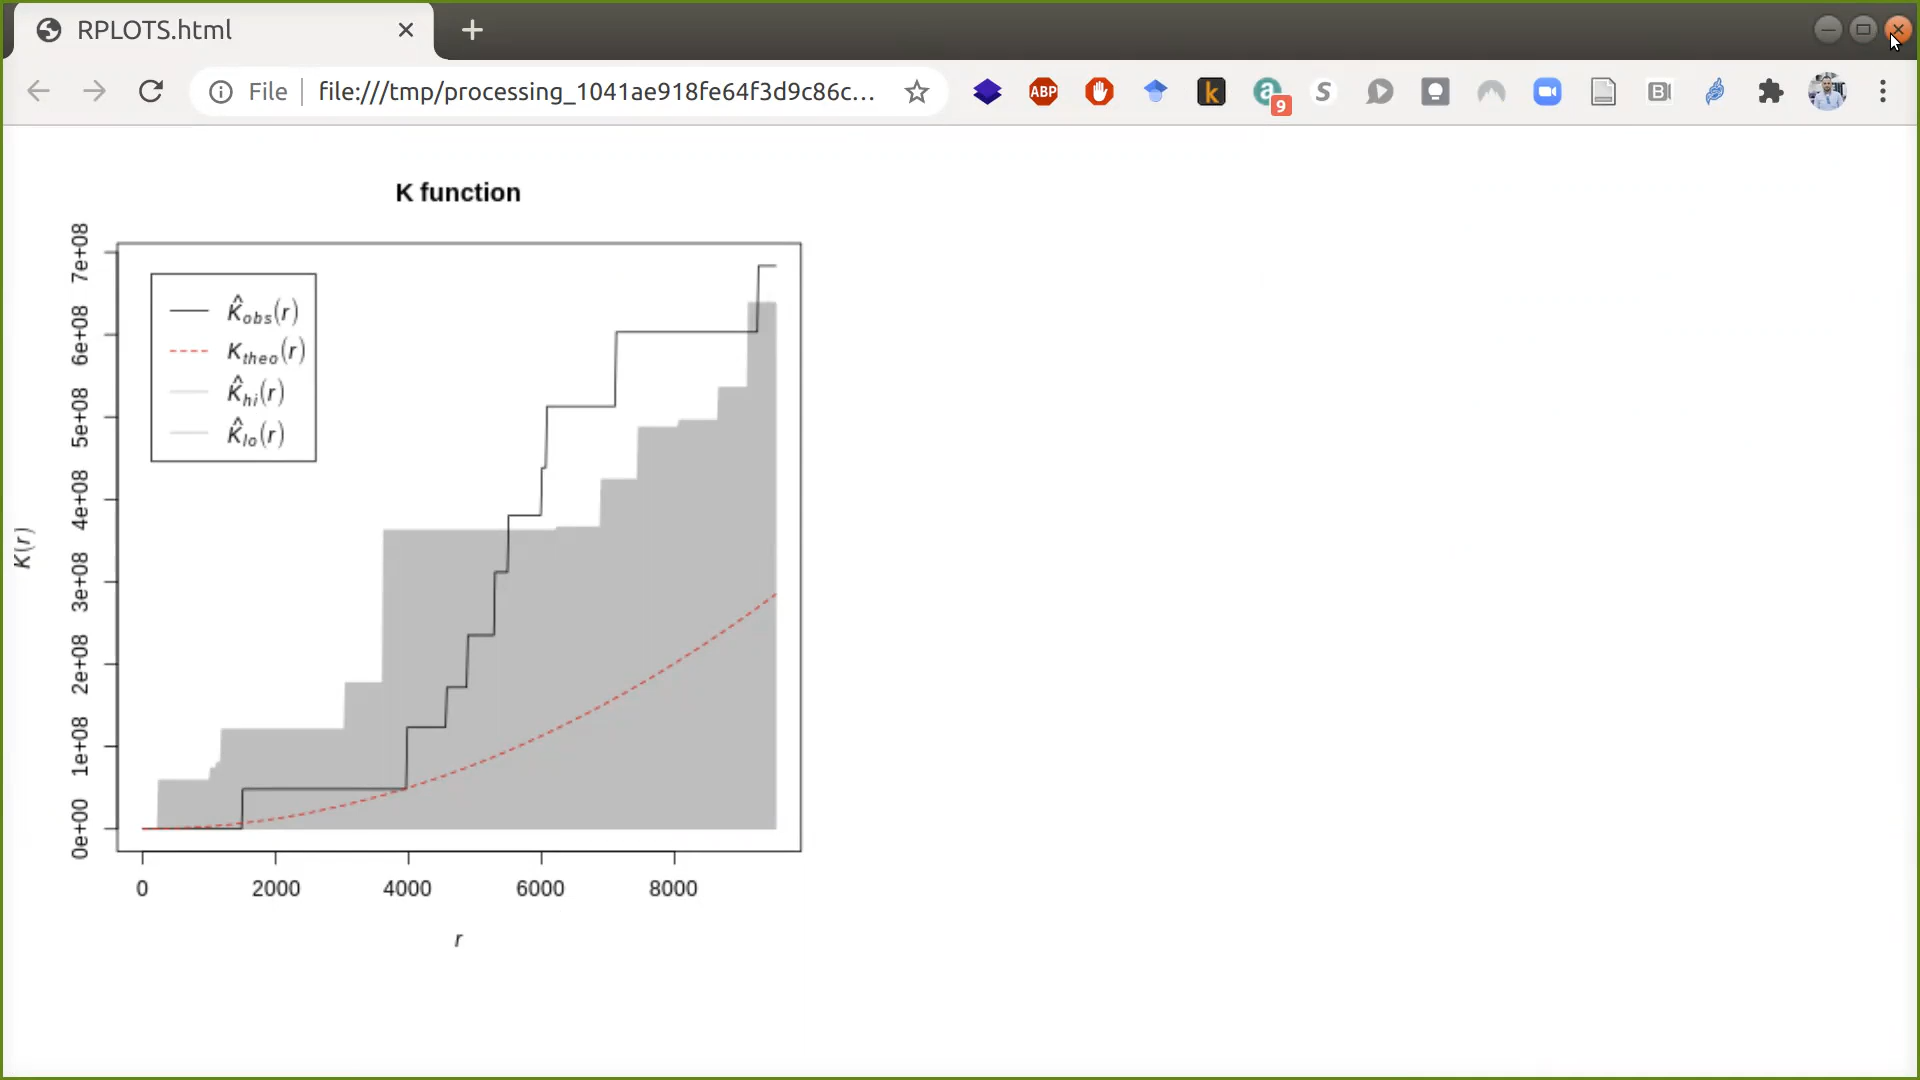 RPLOTS.html
File
file:///tmp/processing_1041ae918fe64f3d9c86c...
ABP
k
a
9
S
B
K function
7e+08
6e+08
5e+08
4e+08
3e+08
2e+08
1e+08
0e+00
K(r)
K̂obs(r)
Ktheo(r)
K̂hi(r)
K̂lo(r)
0 2000 4000 6000 8000
r